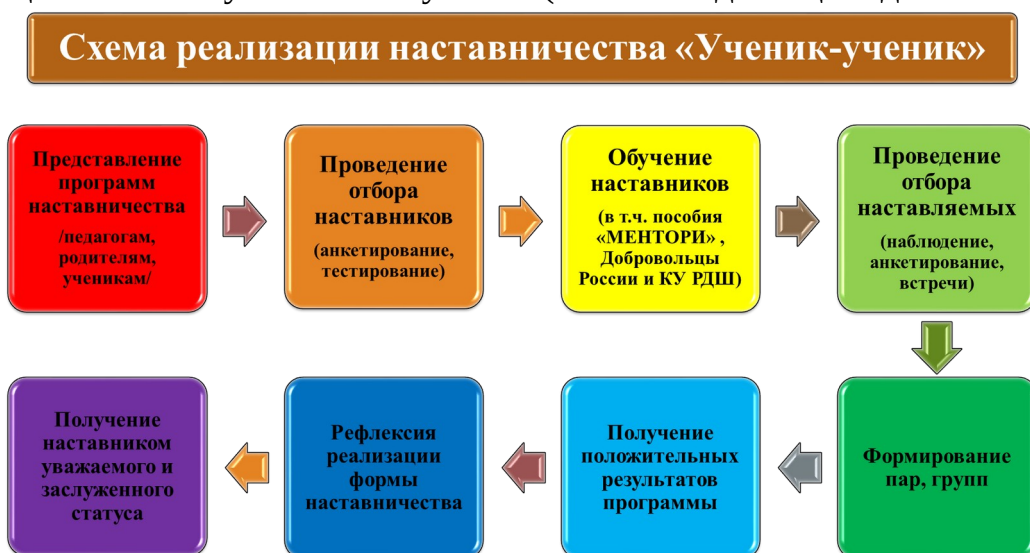 Схема реализации наставничества «Ученик-ученик»
Представление
программ
наставничества
/педагогам,
родителям,
ученикам/
Проведение
отбора
наставников
(анкетирование,
тестирование)
Обучение
наставников
(в т.ч. пособия
«МЕНТОРИ» ,
Добровольцы
России и КУ РДШ)
Проведение
отбора
наставляемых
(наблюдение,
анкетирование,
встречи)
Формирование
пар, групп
Получение
положительных
результатов
программы
Рефлексия
реализации
формы
наставничества
Получение
наставником
уважаемого и
заслуженного
статуса